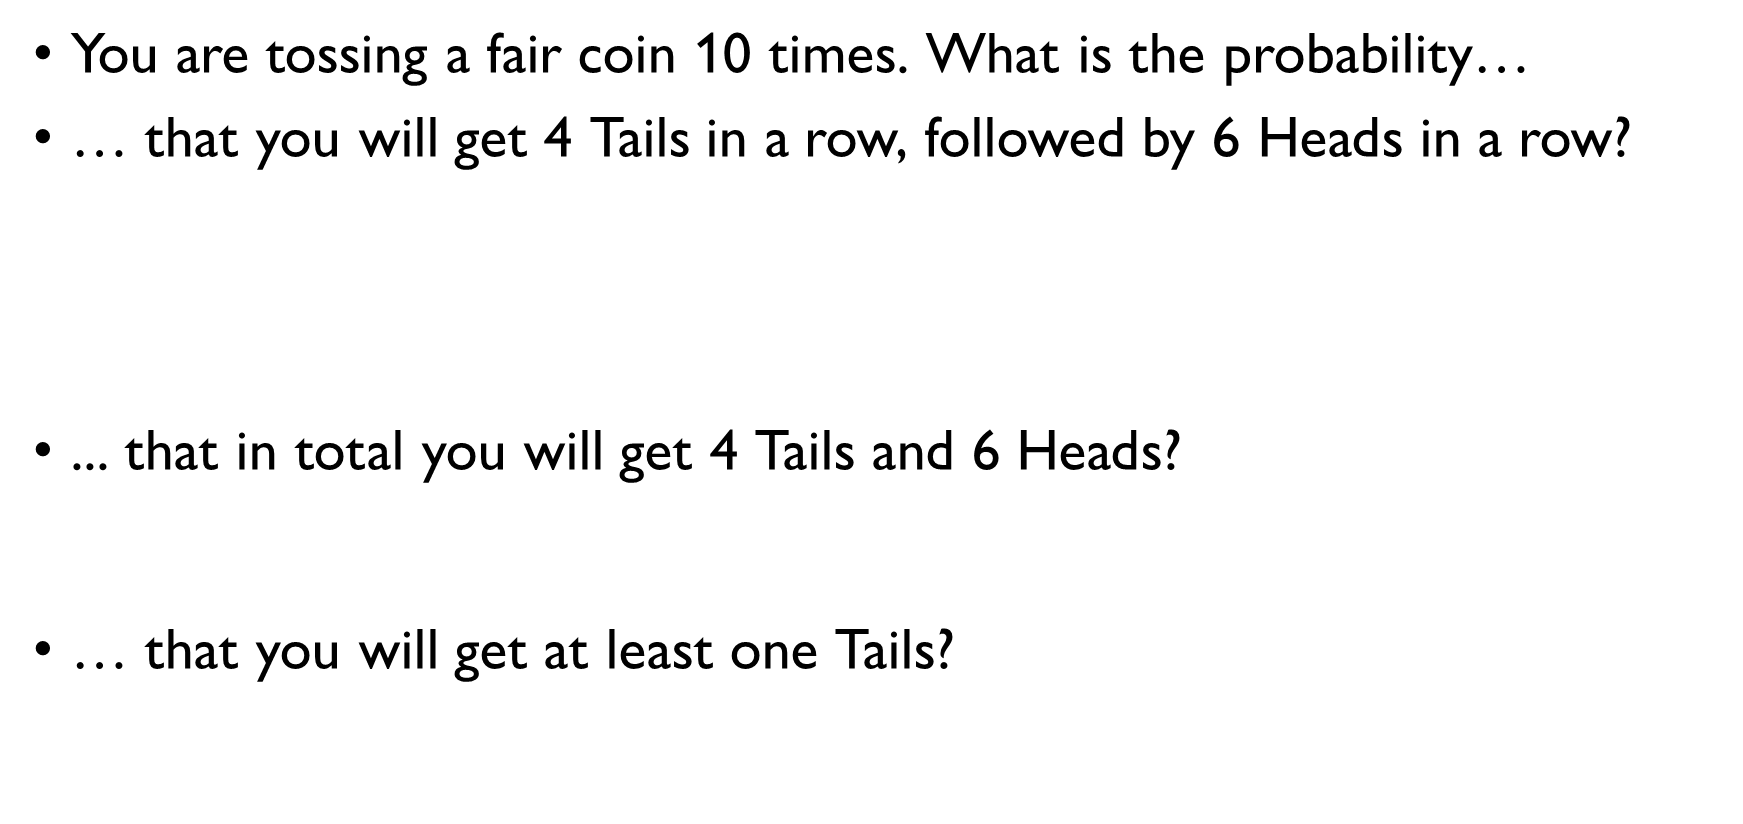 • You are tossing a fair coin 10 times. What is the probability…
• … that you will get 4 Tails in a row, followed by 6 Heads in a row?
• ... that in total you will get 4 Tails and 6 Heads?
• … that you will get at least one Tails?